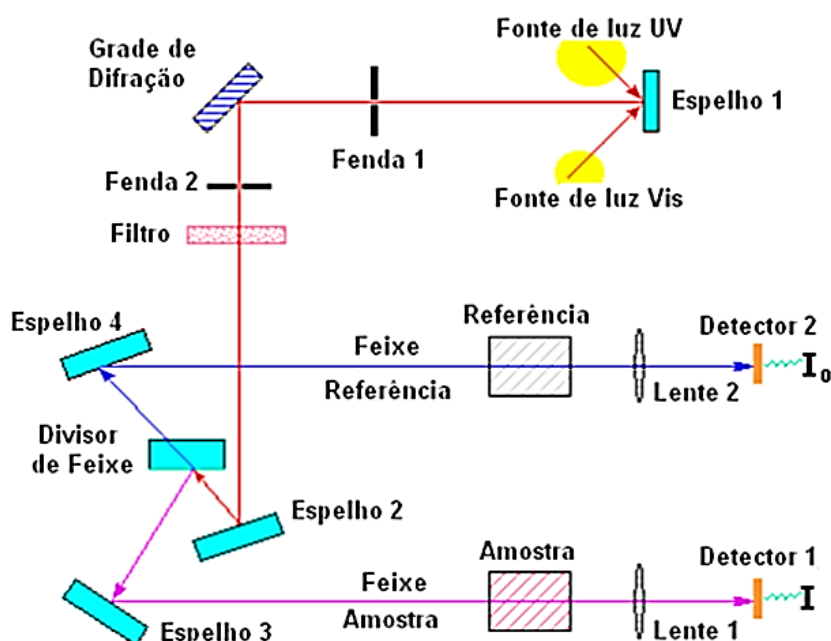 Fonte de luz UV
Grade de
Difração
Espelho 1
Fenda 1
Fenda 2
Fonte de luz Vis
Filtro
Espelho 4
Referência
Detector 2
Feixe
Referência
Lente 2
I₀
Divisor
de Feixe
Espelho 2
Amostra
Detector 1
Feixe
Amostra
Lente 1
I
Espelho 3